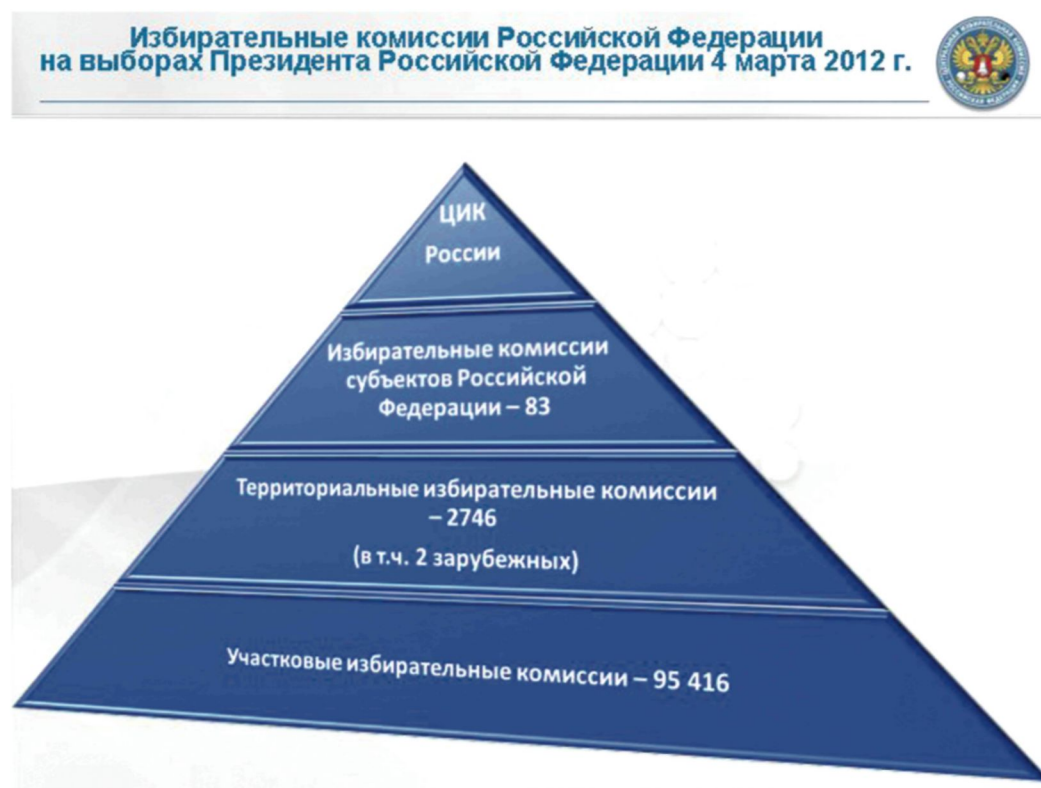 Избирательные комиссии Российской Федерации
на выборах Президента Российской Федерации 4 марта 2012 г.
ЦИК
России
Избирательные комиссии
субъектов Российской
Федерации – 83
Территориальные избирательные комиссии
– 2746
(в т.ч. 2 зарубежных)
Участковые избирательные комиссии – 95 416